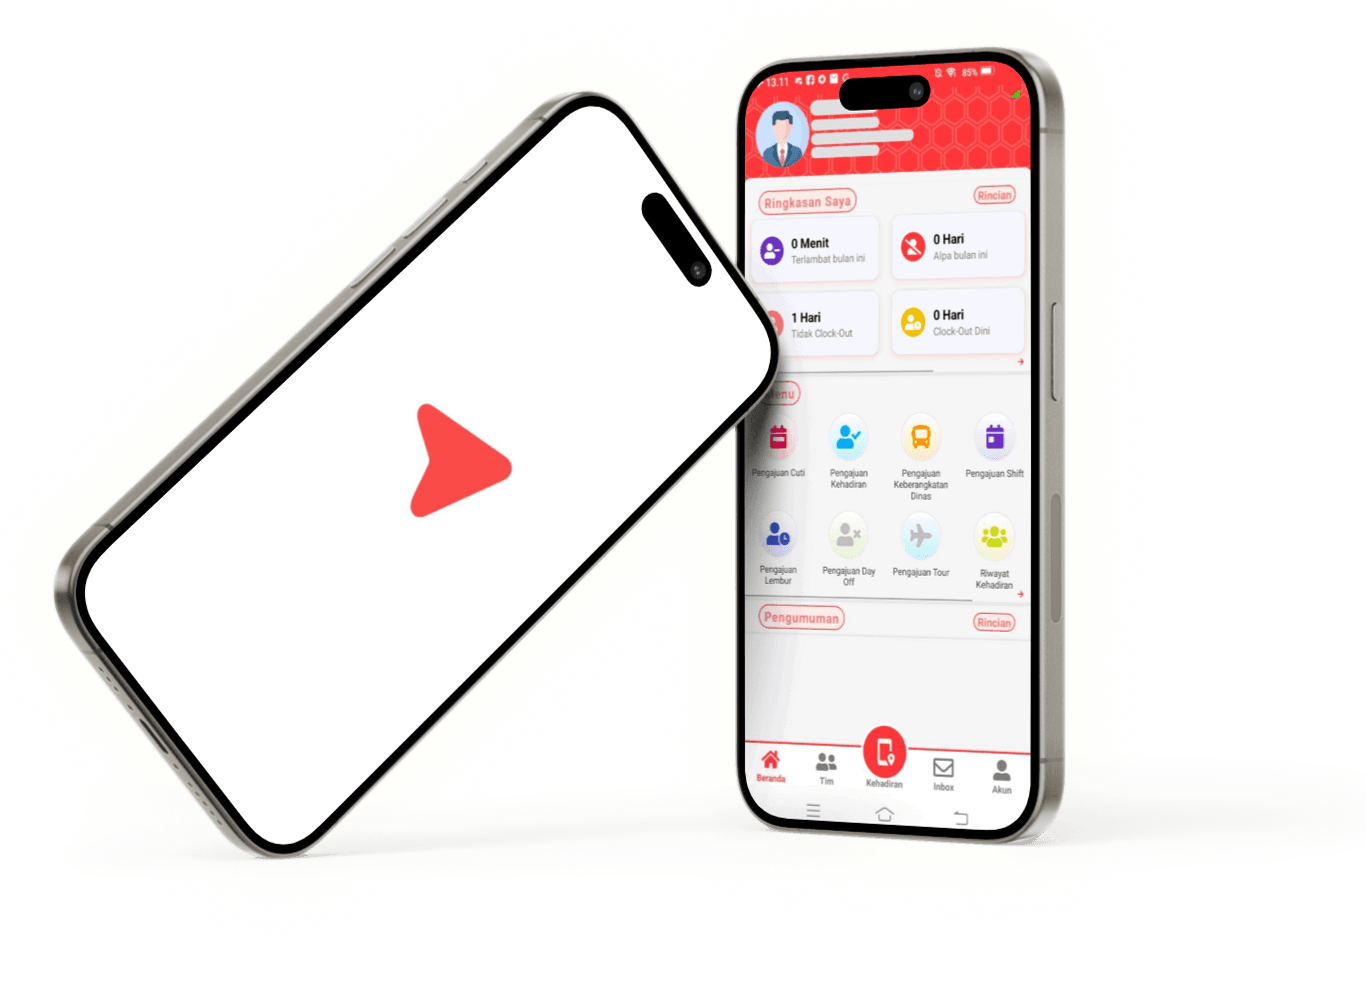 13.11
85%
Ringkasan Saya
Rincian
0 Menit
Terlambat bulan ini
0 Hari
Alpa bulan ini
1 Hari
Tidak Clock-Out
0 Hari
Clock-Out Dini
enu
Pengajuan Cuti
Pengajuan
Kehadiran
Pengajuan
Keberangkatan
Dinas
Pengajuan Shift
Pengajuan
Lembur
Pengajuan Day
Off
Pengajuan Tour
Riwayat
Kehadiran
Pengumuman
Rincian
Beranda
Tim
Kehadiran
Inbox
Akun